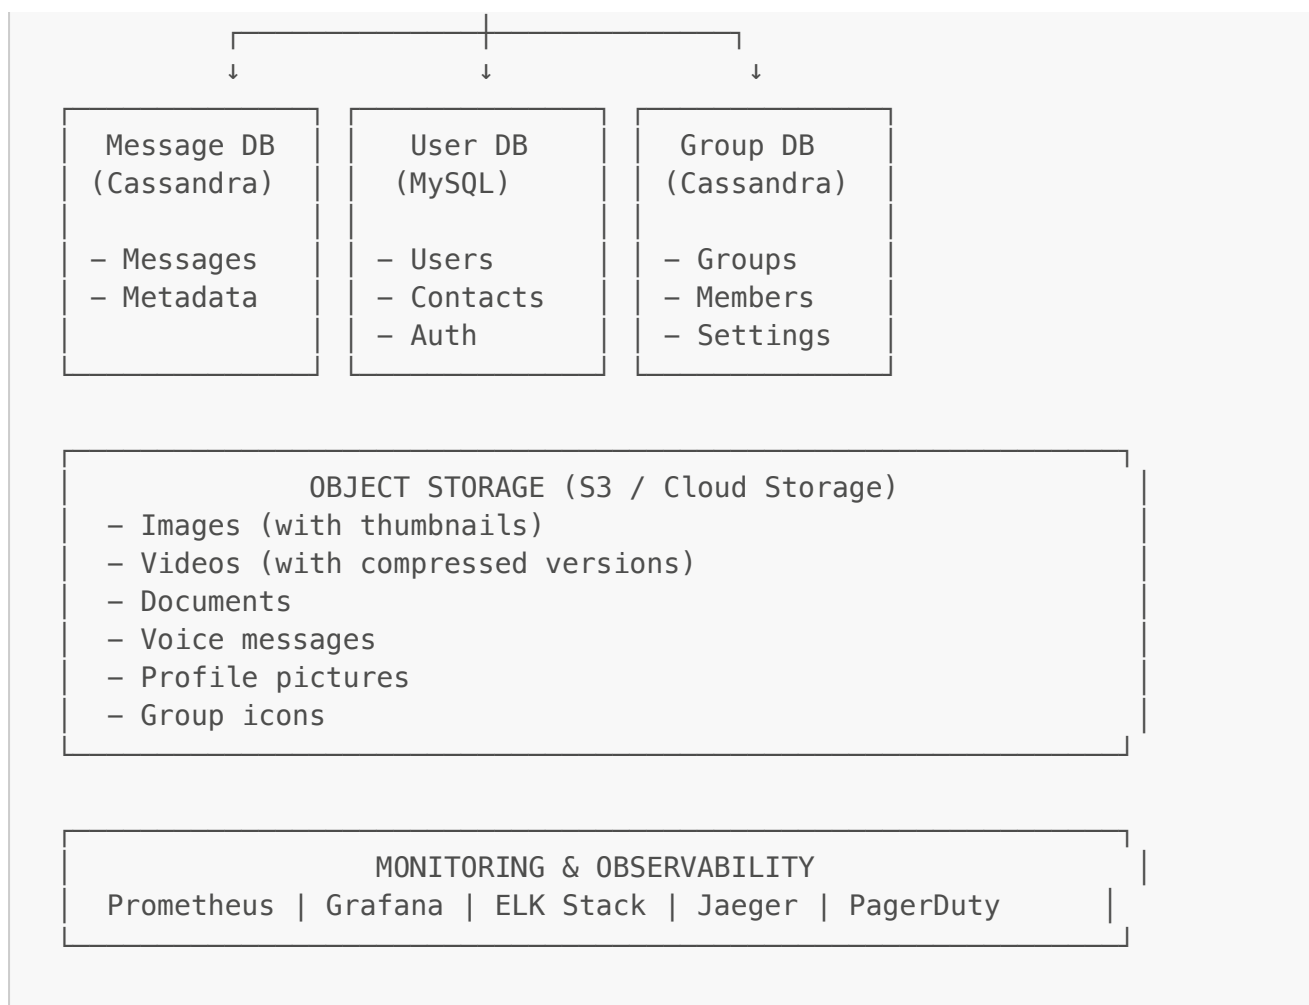 Message DB User DB Group DB
(Cassandra) (MySQL) (Cassandra)
– Messages – Users – Groups
– Metadata – Contacts – Members
– Auth – Settings
OBJECT STORAGE (S3 / Cloud Storage)
– Images (with thumbnails)
– Videos (with compressed versions)
– Documents
– Voice messages
– Profile pictures
– Group icons
MONITORING & OBSERVABILITY
Prometheus | Grafana | ELK Stack | Jaeger | PagerDuty